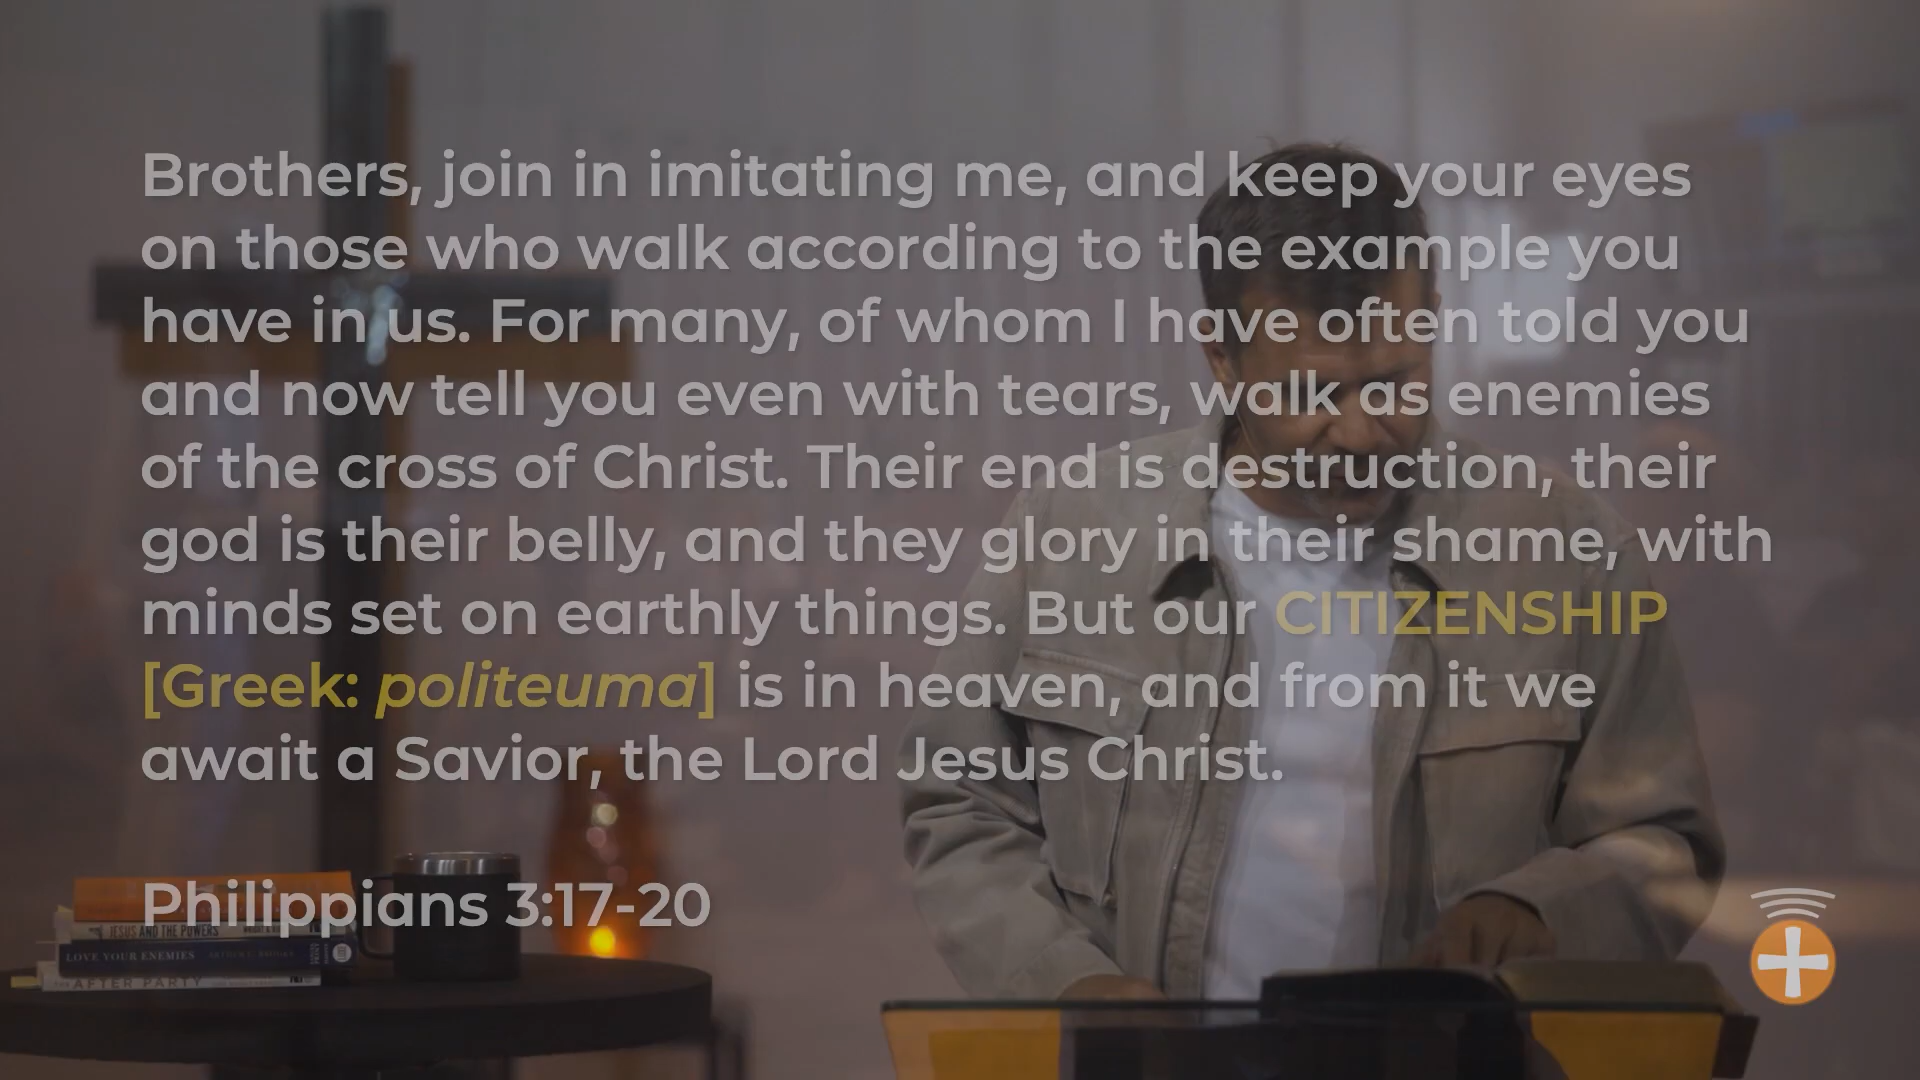 Brothers, join in imitating me, and keep your eyes
on those who walk according to the example you
have in us. For many, of whom I have often told you
and now tell you even with tears, walk as enemies
of the cross of Christ. Their end is destruction, their
god is their belly, and they glory in their shame, with
minds set on earthly things. But our CITIZENSHIP
[Greek: politeuma] is in heaven, and from it we
await a Savior, the Lord Jesus Christ.
Philippians 3:17-20
JESUS AND THE POWERS
LOVE YOUR ENEMIES
AFTER PARTY